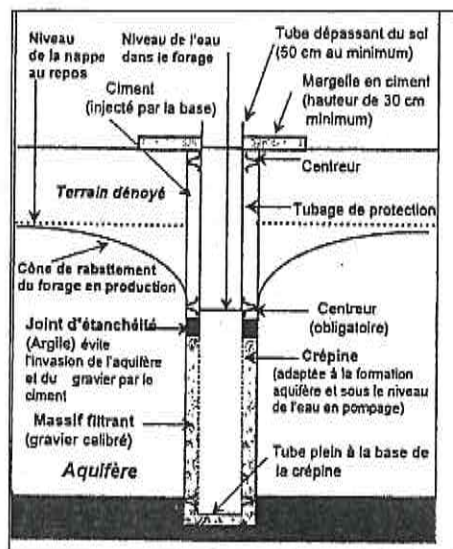 Niveau
de la nappe
au repos
Niveau de l'eau
dans le forage
Tube dépassant du sol
(50 cm au minimum)
Ciment
(injecté par la base)
Margelle en ciment
(hauteur de 30 cm
minimum)
Centreur
Terrain dénoyé
Tubage de protection
Cône de rabattement
du forage en production
Centreur
(obligatoire)
Joint d'étanchéité
(Argile) évite
l'invasion de l'aquifère
et du gravier par le
ciment
Crépine
(adaptée à la formation
aquifère et sous le niveau
de l'eau en pompage)
Massif filtrant
(gravier calibré)
Tube plein à la base de
la crépine
Aquifère